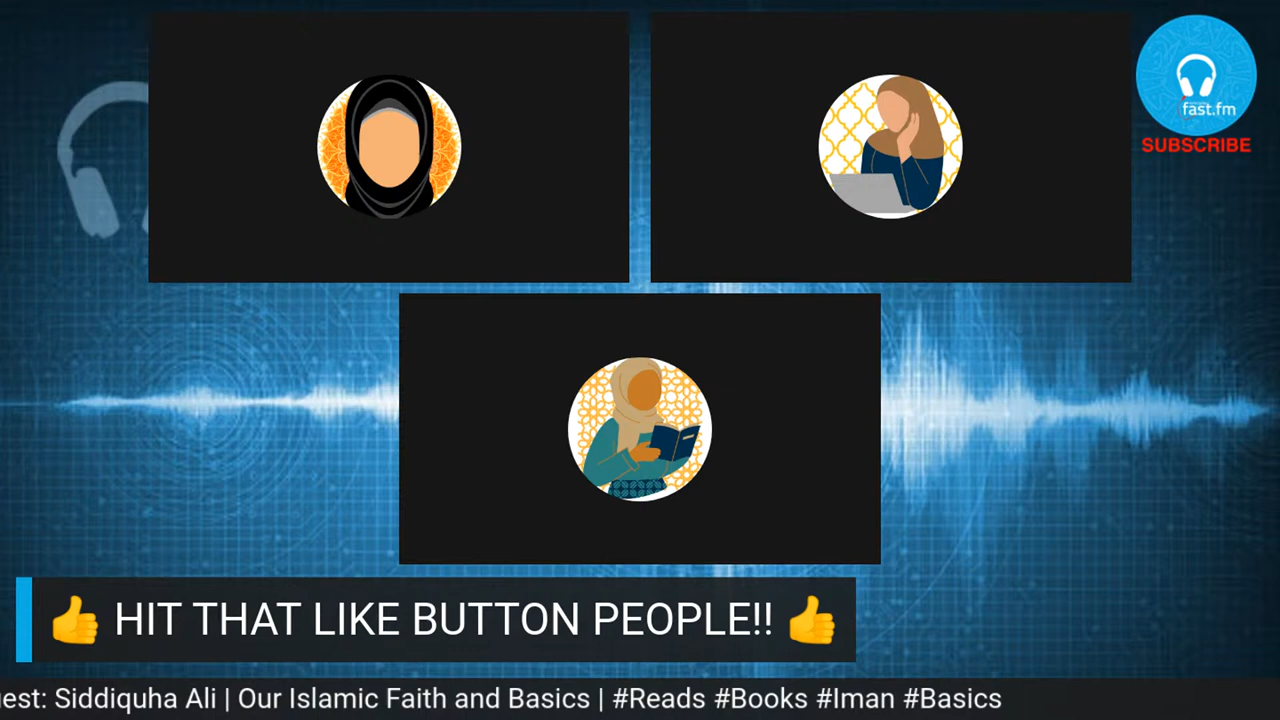 fast.fm
SUBSCRIBE
👍 HIT THAT LIKE BUTTON PEOPLE!! 👍
est: Siddiquha Ali | Our Islamic Faith and Basics | #Reads #Books #Iman #Basics